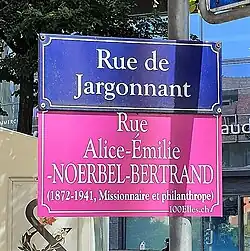 Rue de
Jargonnant
Rue
Alice-Émilie
-NOERBEL-BERTRAND
(1872-1941, Missionnaire et philanthrope)
100Elles.ch